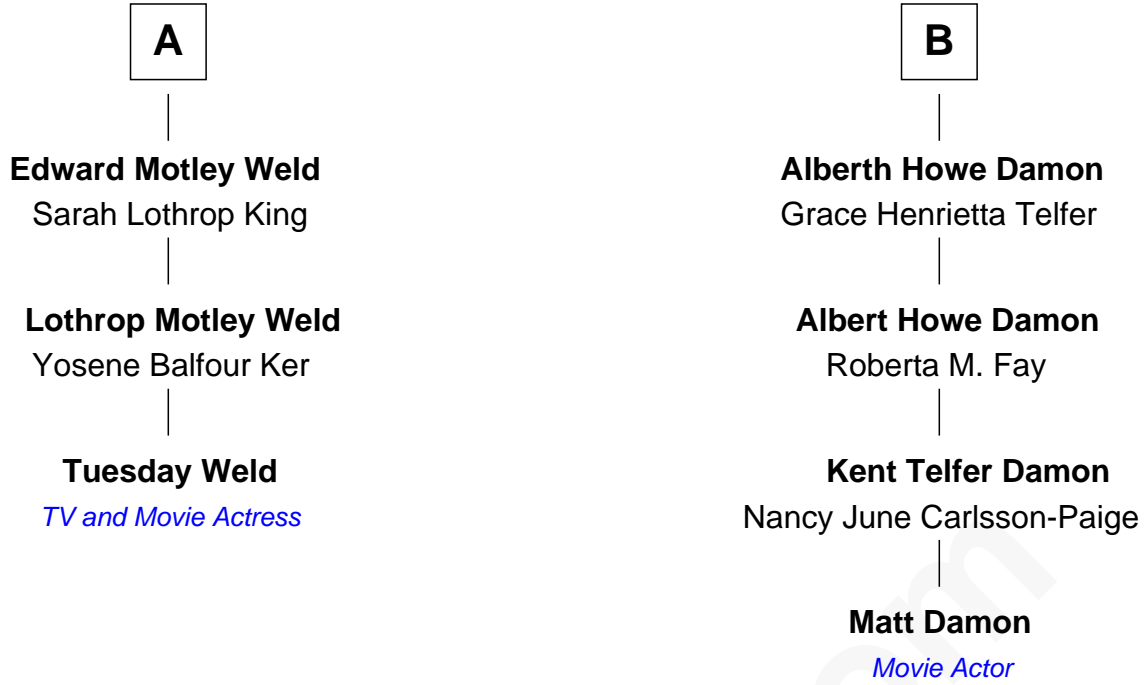 A
Edward Motley Weld
Sarah Lothrop King
Lothrop Motley Weld
Yosene Balfour Ker
Tuesday Weld
TV and Movie Actress
B
Alberth Howe Damon
Grace Henrietta Telfer
Albert Howe Damon
Roberta M. Fay
Kent Telfer Damon
Nancy June Carlsson-Paige
Matt Damon
Movie Actor